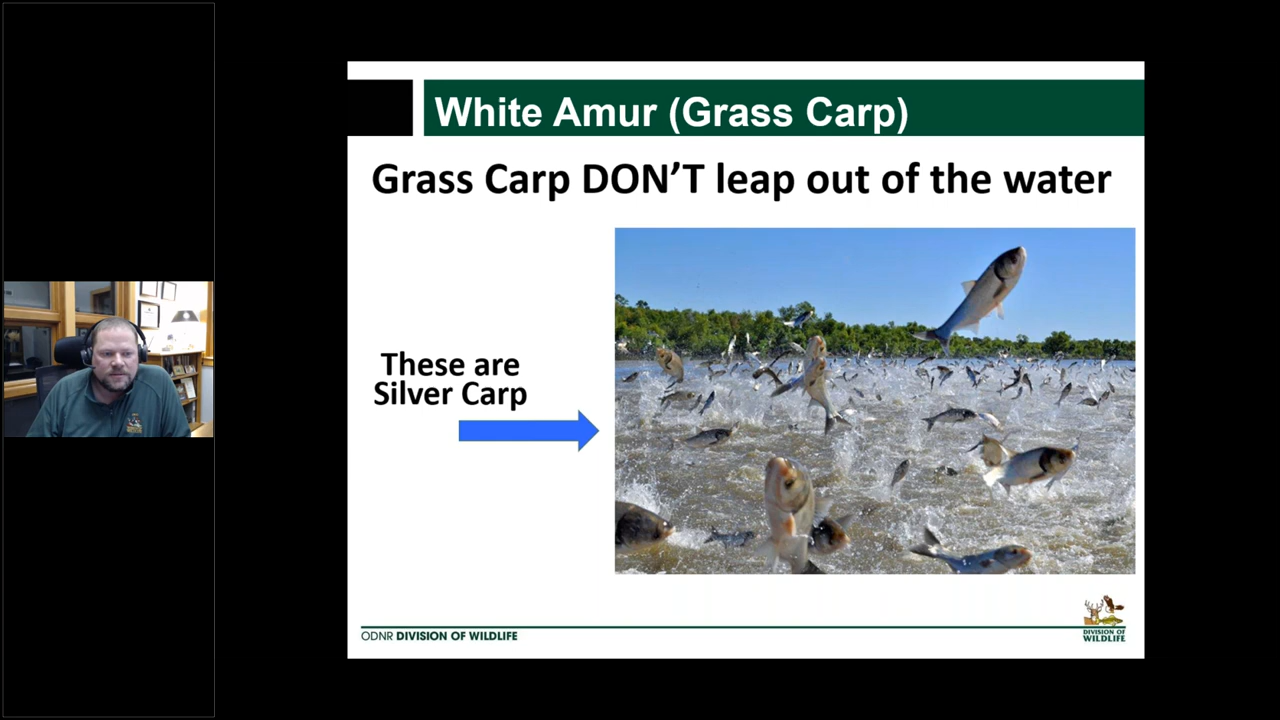 White Amur (Grass Carp)
Grass Carp DON'T leap out of the water
These are
Silver Carp
ODNR DIVISION OF WILDLIFE
DIVISION OF
WILDLIFE